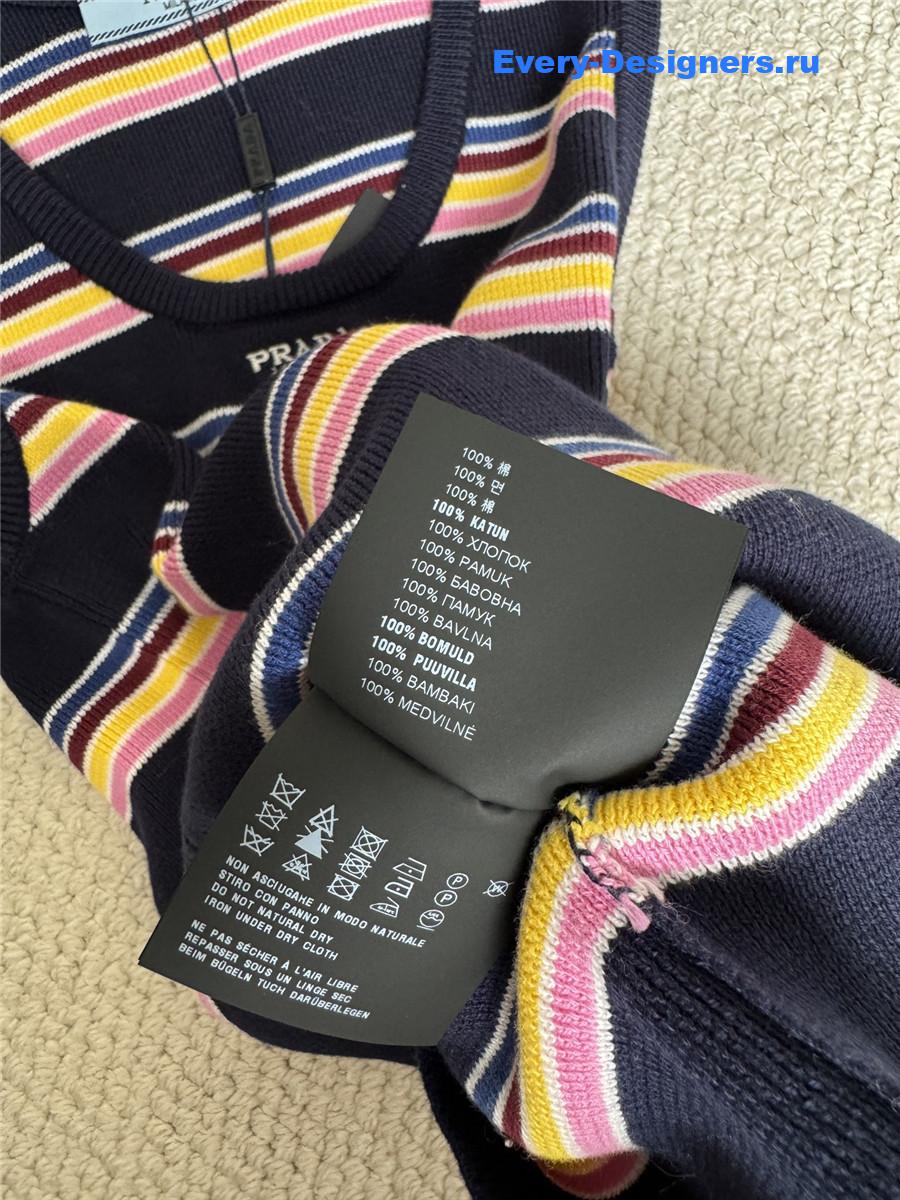 Every-Designers.ru
PRADA
PRADA
100% 棉
100% 면
100% 棉
100% KATUN
100% ХЛОПОК
100% PAMUK
100% БАВОВНА
100% ПАМУК
100% BAVLNA
100% BOMULD
100% PUUVILLA
100% BAMBAKI
100% MEDVILNĖ
P
P
NON ASCIUGARE IN MODO NATURALE
STIRO CON PANNO
DO NOT NATURAL DRY
IRON UNDER DRY CLOTH
NE PAS SÉCHER À L'AIR LIBRE
REPASSER SOUS UN LINGE SEC
BEIM BÜGELN TUCH DARÜBERLEGEN